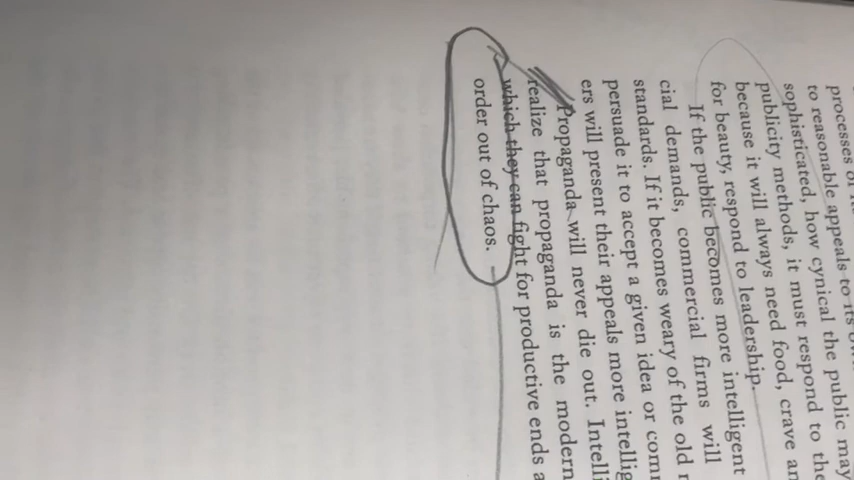 processes of
to reasonable appeals to its
sophisticated, how cynical the public may
publicity methods, it must respond to the
because it will always need food, crave
for beauty, respond to leadership.
If the public becomes more intelligent
cial demands, commercial firms will
standards. If it becomes weary of the old
persuade it to accept a given idea or
ers will present their appeals more
Propaganda will never die out.
realize that propaganda is the modern
which they can fight for productive ends
order out of chaos.